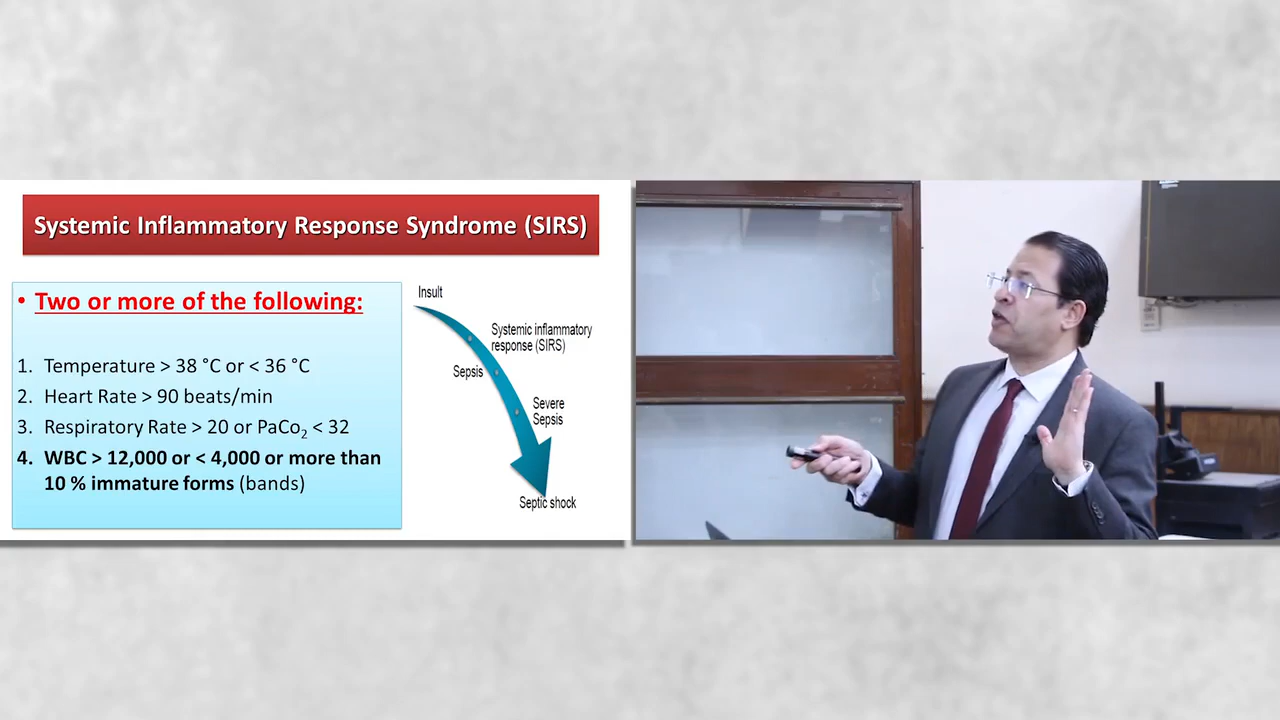 Systemic Inflammatory Response Syndrome (SIRS)
• Two or more of the following:
1. Temperature > 38 °C or < 36 °C
2. Heart Rate > 90 beats/min
3. Respiratory Rate > 20 or PaCo₂ < 32
4. WBC > 12,000 or < 4,000 or more than
10 % immature forms (bands)
Insult
Systemic inflammatory
response (SIRS)
Sepsis
Severe
Sepsis
Septic shock